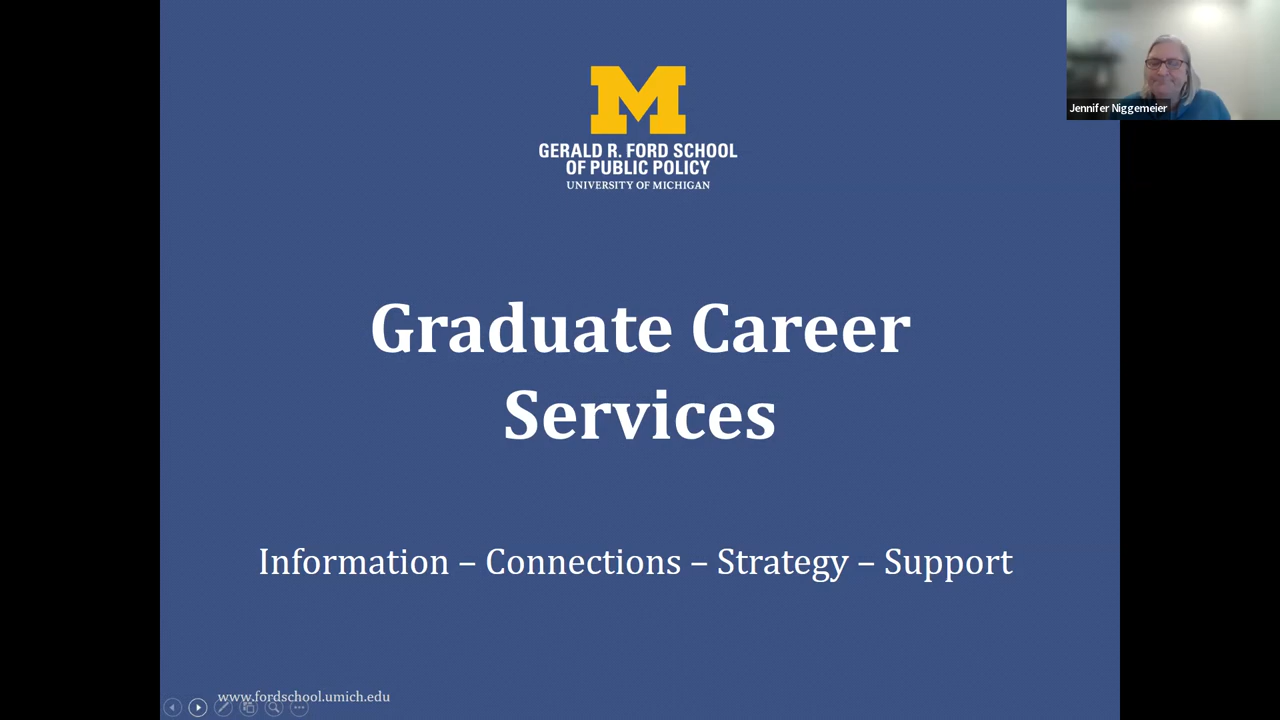 M
GERALD R. FORD SCHOOL
OF PUBLIC POLICY
UNIVERSITY OF MICHIGAN
Jennifer Niggemeier
Graduate Career
Services
Information – Connections – Strategy – Support
www.fordschool.umich.edu